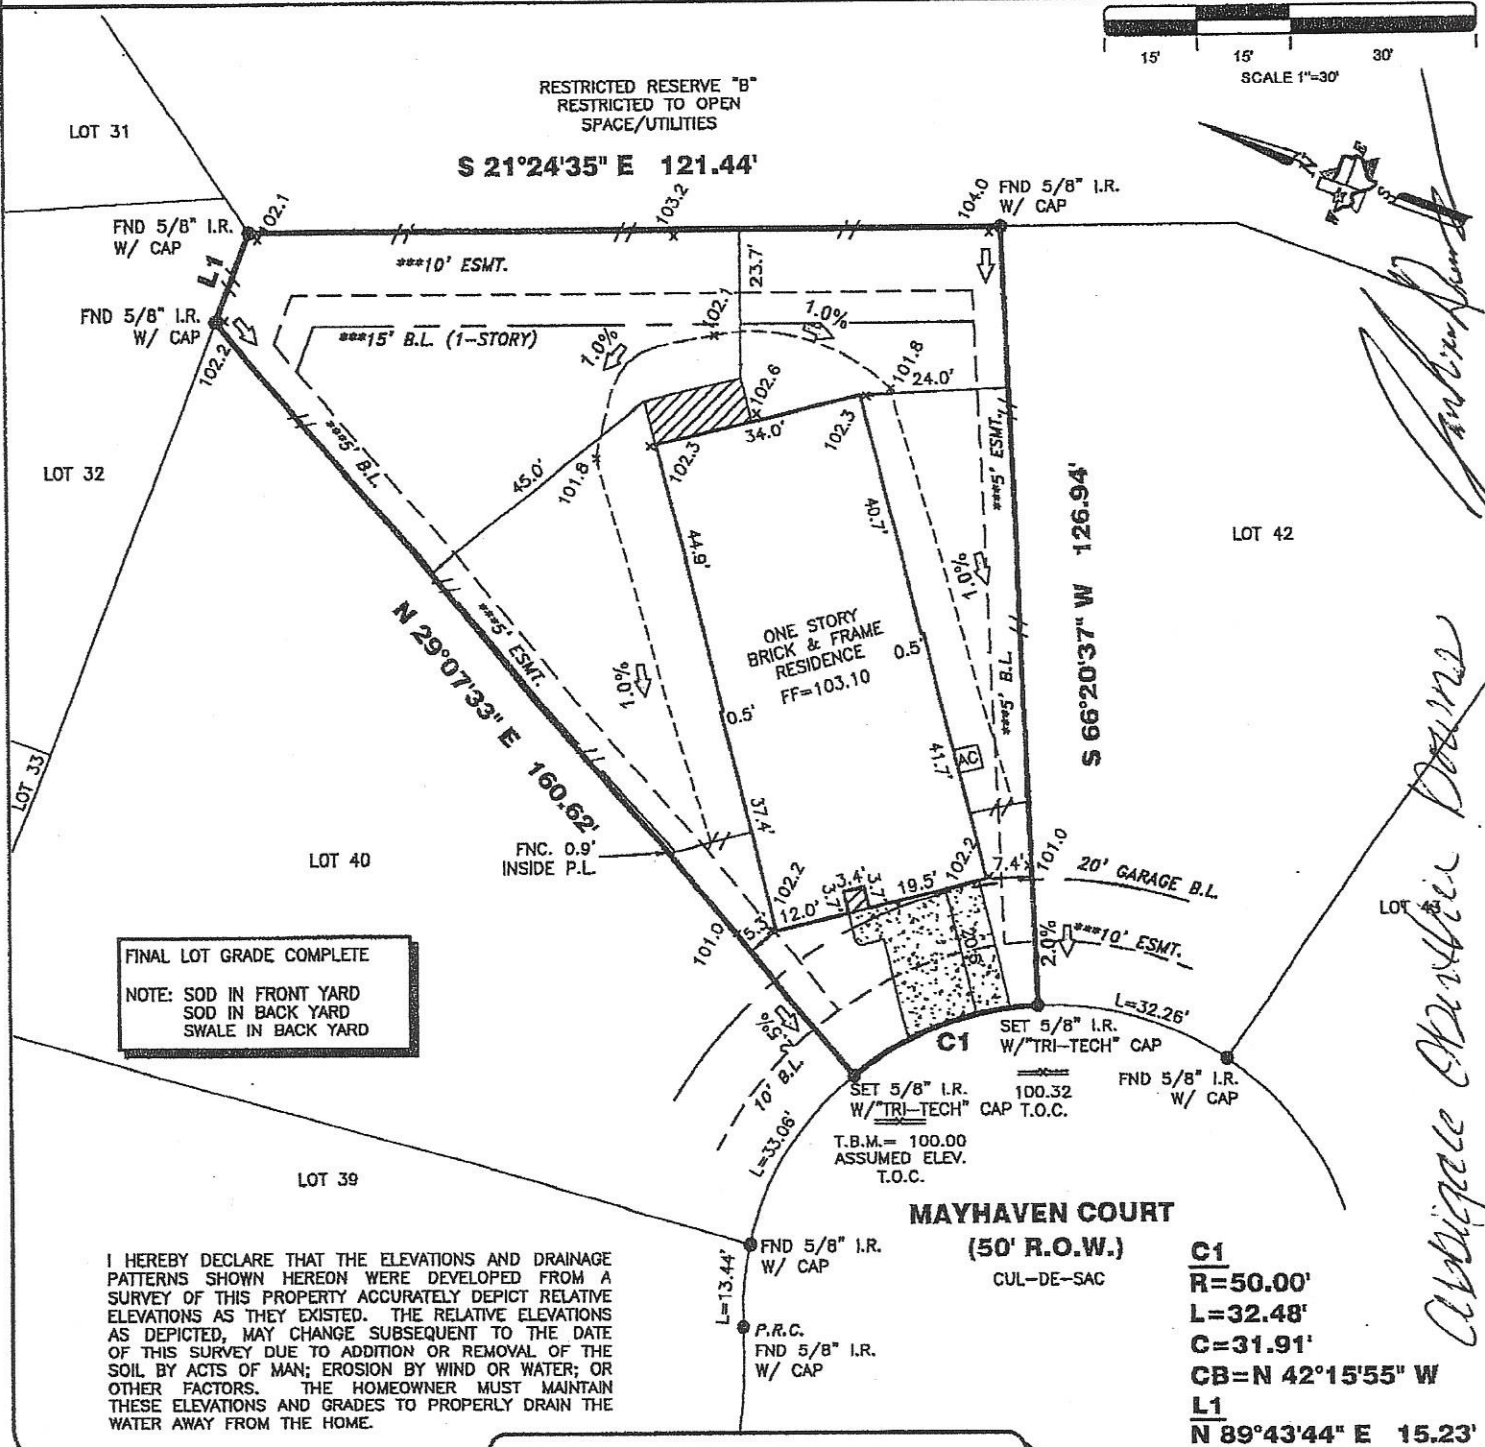 15' 15' 30'
SCALE 1"=30'
RESTRICTED RESERVE "B"
RESTRICTED TO OPEN
SPACE/UTILITIES
LOT 31
S 21°24'35" E 121.44'
N
E
W
S
FND 5/8" I.R.
W/ CAP
102.1
103.2
104.0
FND 5/8" I.R.
W/ CAP
L1
***10' ESMT.
23.7'
FND 5/8" I.R.
W/ CAP
102.2
***15' B.L. (1-STORY)
1.0%
102.1
1.0%
101.8
24.0'
102.6
34.0'
102.3
102.3
***5' B.L.
45.0'
101.8
***5' ESMT.
LOT 32
LOT 42
40.7'
S 66°20'37" W 126.94'
1.0%
N 29°07'33" E 160.62'
***5' ESMT.
ONE STORY
BRICK & FRAME
RESIDENCE
FF=103.10
0.5'
1.0%
0.5'
***5' B.L.
41.7'
AC
37.4'
LOT 33
LOT 40
FNC. 0.9'
INSIDE P.L.
102.2
12.0'
3.4'
3.7'
3.7'
19.5'
102.2
7.4'
101.0
20' GARAGE B.L.
LOT 43
101.0
5.3'
2.0%
***10' ESMT.
FINAL LOT GRADE COMPLETE
NOTE: SOD IN FRONT YARD
SOD IN BACK YARD
SWALE IN BACK YARD
10' B.L.
C1
L=32.26'
SET 5/8" I.R.
W/"TRI-TECH" CAP
100.32
T.O.C.
FND 5/8" I.R.
W/ CAP
SET 5/8" I.R.
W/"TRI-TECH" CAP
T.B.M.= 100.00
ASSUMED ELEV.
T.O.C.
L=33.06'
LOT 39
MAYHAVEN COURT
(50' R.O.W.)
CUL-DE-SAC
FND 5/8" I.R.
W/ CAP
L=13.44'
P.R.C.
FND 5/8" I.R.
W/ CAP
I HEREBY DECLARE THAT THE ELEVATIONS AND DRAINAGE
PATTERNS SHOWN HEREON WERE DEVELOPED FROM A
SURVEY OF THIS PROPERTY ACCURATELY DEPICT RELATIVE
ELEVATIONS AS THEY EXISTED. THE RELATIVE ELEVATIONS
AS DEPICTED, MAY CHANGE SUBSEQUENT TO THE DATE
OF THIS SURVEY DUE TO ADDITION OR REMOVAL OF THE
SOIL BY ACTS OF MAN; EROSION BY WIND OR WATER; OR
OTHER FACTORS. THE HOMEOWNER MUST MAINTAIN
THESE ELEVATIONS AND GRADES TO PROPERLY DRAIN THE
WATER AWAY FROM THE HOME.
C1
R=50.00'
L=32.48'
C=31.91'
CB=N 42°15'55" W
L1
N 89°43'44" E 15.23'